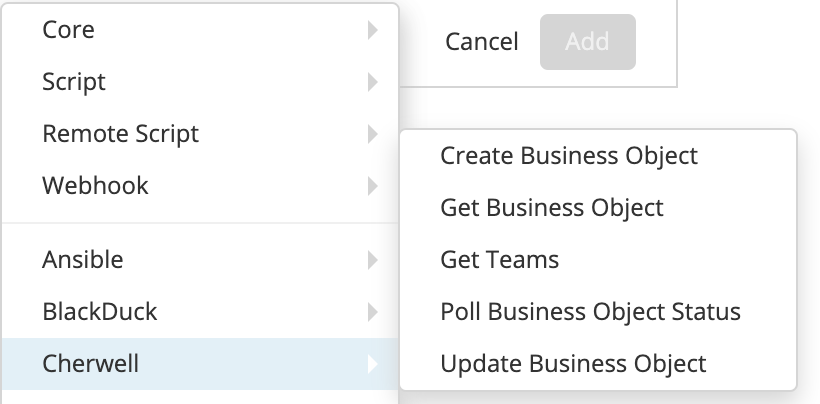 Core
Script
Remote Script
Webhook
Ansible
BlackDuck
Cherwell
Cancel
Add
Create Business Object
Get Business Object
Get Teams
Poll Business Object Status
Update Business Object